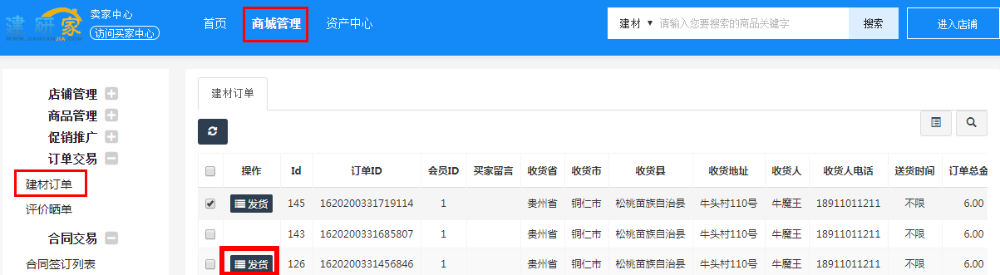 建研家
WWW.JIANYANJIA.COM
卖家中心
访问买家中心
首页 商城管理 资产中心
建材 ▼ 请输入您要搜索的商品关键字 搜索 进入店铺
店铺管理
商品管理
促销推广
订单交易
建材订单
评价晒单
合同交易
合同签订列表
建材订单
操作 Id 订单ID 会员ID 买家留言 收货省 收货市 收货县 收货地址 收货人 收货人电话 送货时间 订单总金
发货 145 1620200331719114 1 贵州省 铜仁市 松桃苗族自治县 牛头村110号 牛魔王 18911011211 不限 6.00
143 1620200331685807 1 贵州省 铜仁市 松桃苗族自治县 牛头村110号 牛魔王 18911011211 不限 6.00
发货 126 1620200331456846 1 贵州省 铜仁市 松桃苗族自治县 牛头村110号 牛魔王 18911011211 不限 6.00